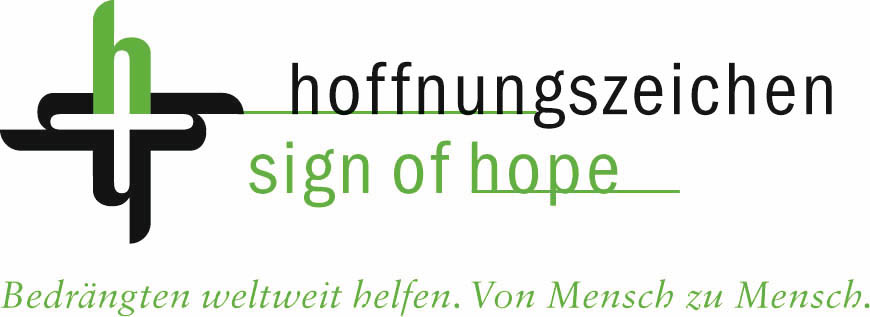 hoffnungszeichen
sign of hope
Bedrängten weltweit helfen. Von Mensch zu Mensch.